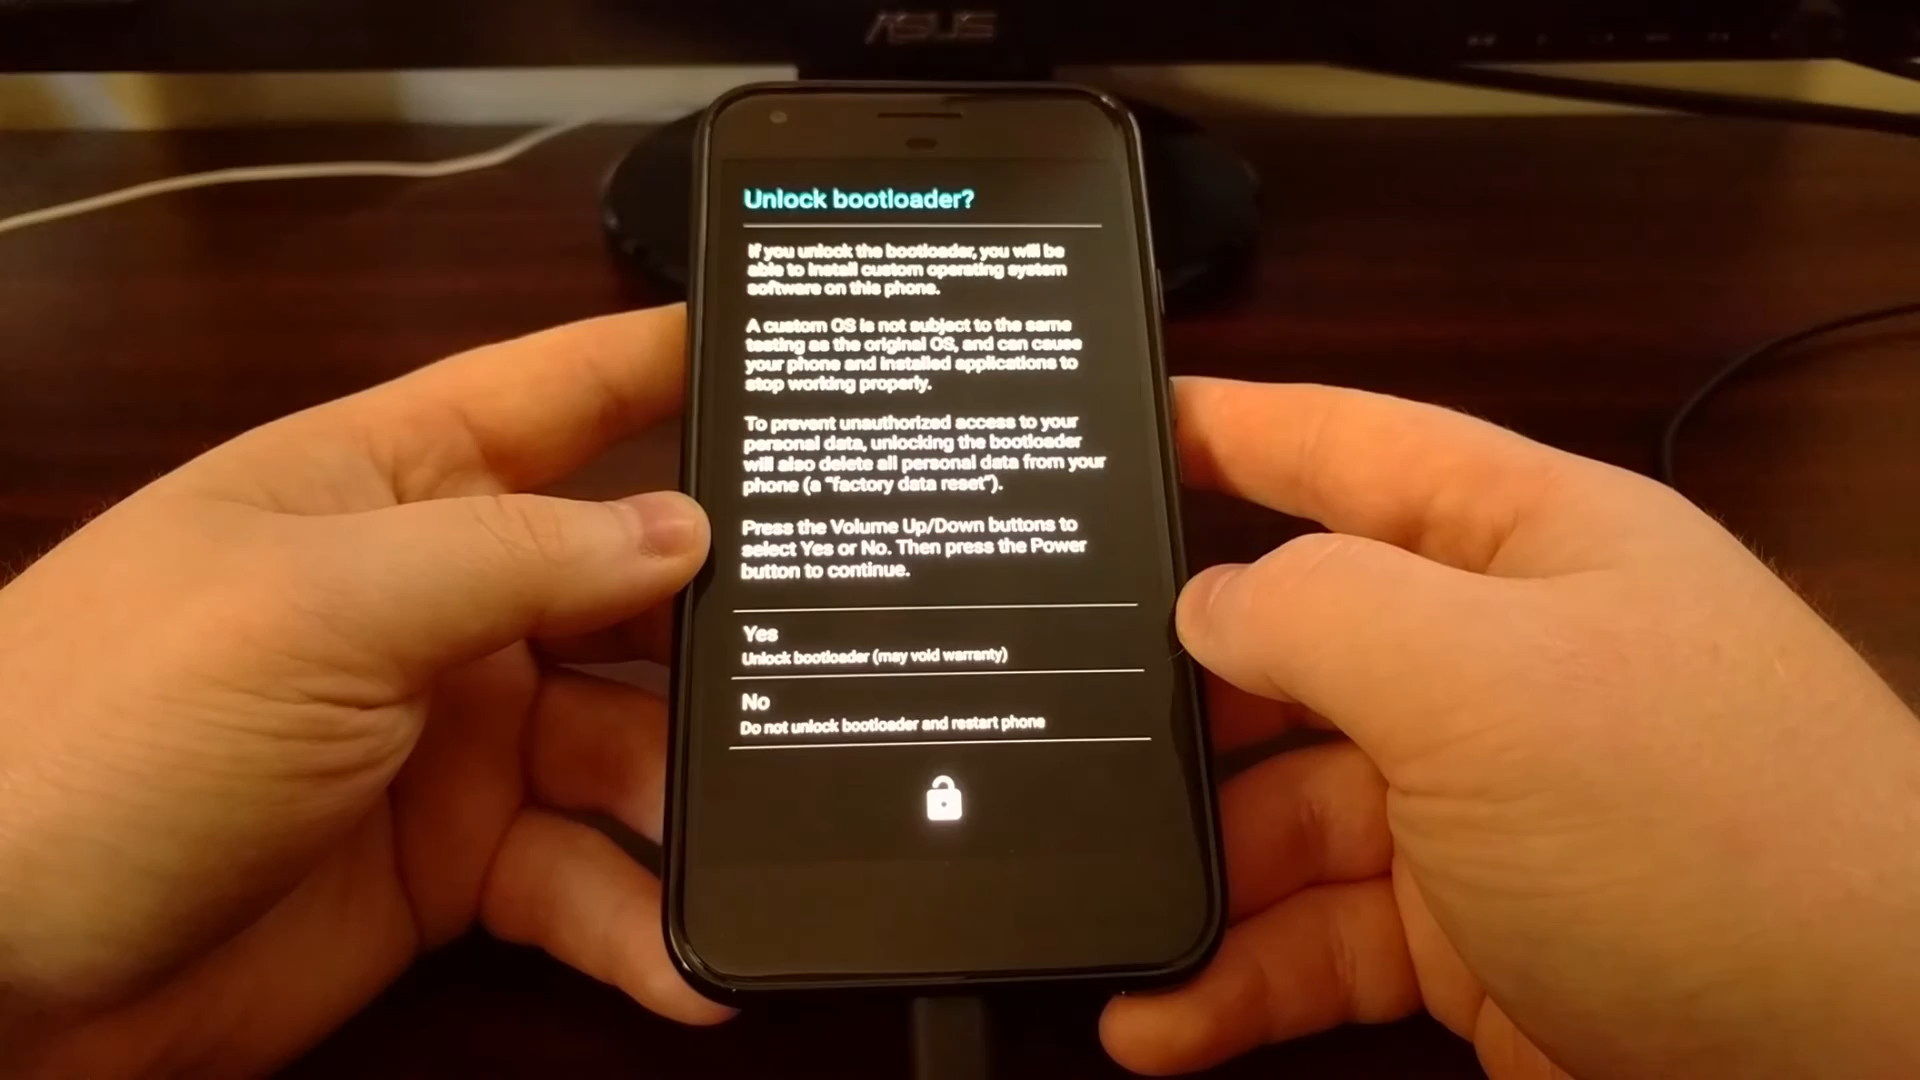 ASUS
Unlock bootloader?
If you unlock the bootloader, you will be
able to install custom operating system
software on this phone.
A custom OS is not subject to the same
testing as the original OS, and can cause
your phone and installed applications to
stop working properly.
To prevent unauthorized access to your
personal data, unlocking the bootloader
will also delete all personal data from your
phone (a "factory data reset").
Press the Volume Up/Down buttons to
select Yes or No. Then press the Power
button to continue.
Yes
Unlock bootloader (may void warranty)
No
Do not unlock bootloader and restart phone